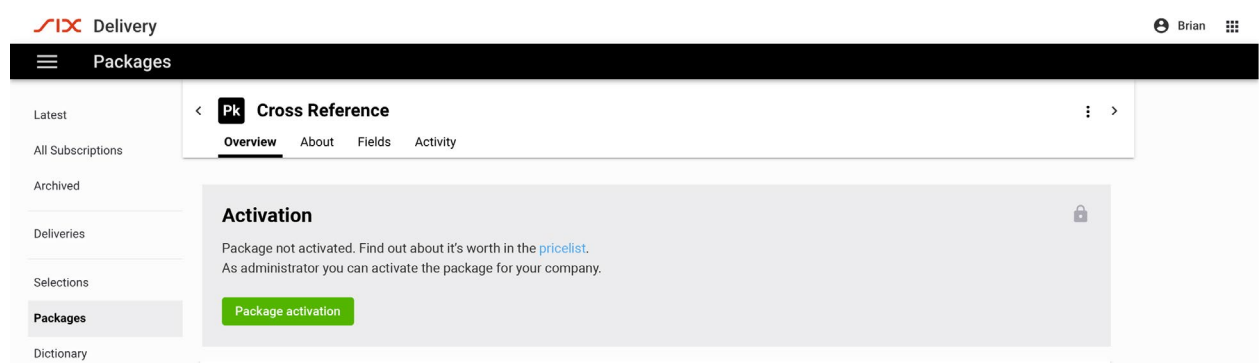 SIX Delivery
Brian
Packages
Latest
All Subscriptions
Archived
Deliveries
Selections
Packages
Dictionary
Pk Cross Reference
Overview About Fields Activity
Activation
Package not activated. Find out about it's worth in the pricelist.
As administrator you can activate the package for your company.
Package activation